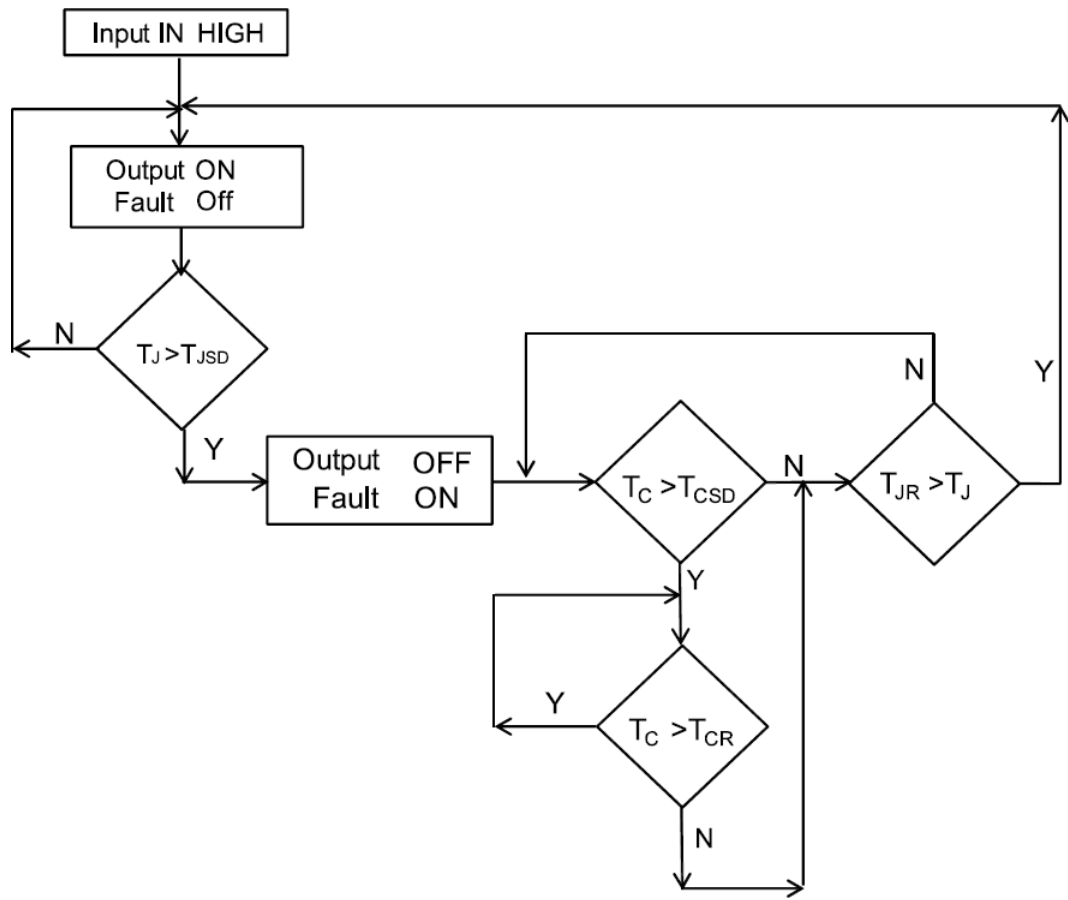 Input IN HIGH
Output ON
Fault Off
N
TJ >TJSD
Y
Output OFF
Fault ON
TC >TCSD
N
Y
N
TJR >TJ
Y
Y
TC >TCR
N